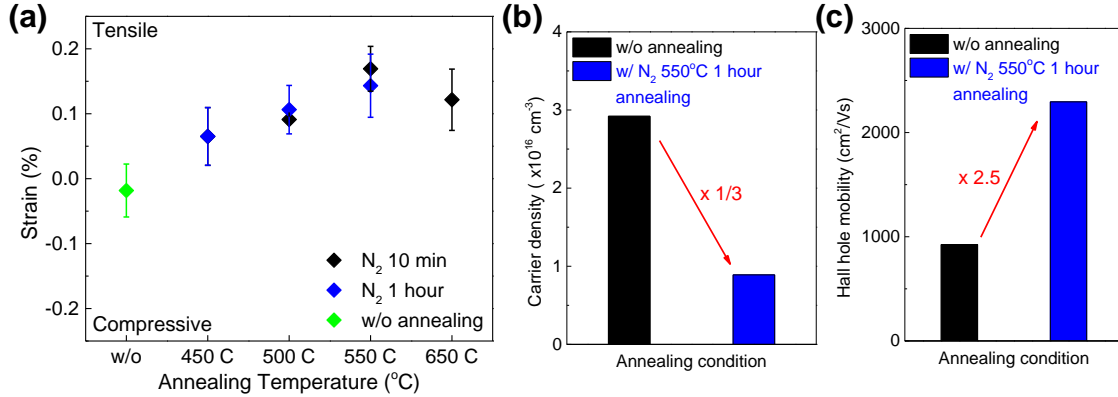 (a)
Tensile
0.2
0.1
0.0
-0.1
-0.2
Strain (%)
N₂ 10 min
N₂ 1 hour
w/o annealing
Compressive
w/o 450 C 500 C 550 C 650 C
Annealing Temperature (°C)
(b)
4
3
2
1
0
Carrier density ( x10¹⁶ cm⁻³)
w/o annealing
w/ N₂ 550°C 1 hour
annealing
x 1/3
Annealing condition
(c)
3000
2000
1000
0
Hall hole mobility (cm²/Vs)
w/o annealing
w/ N₂ 550°C 1 hour
annealing
x 2.5
Annealing condition